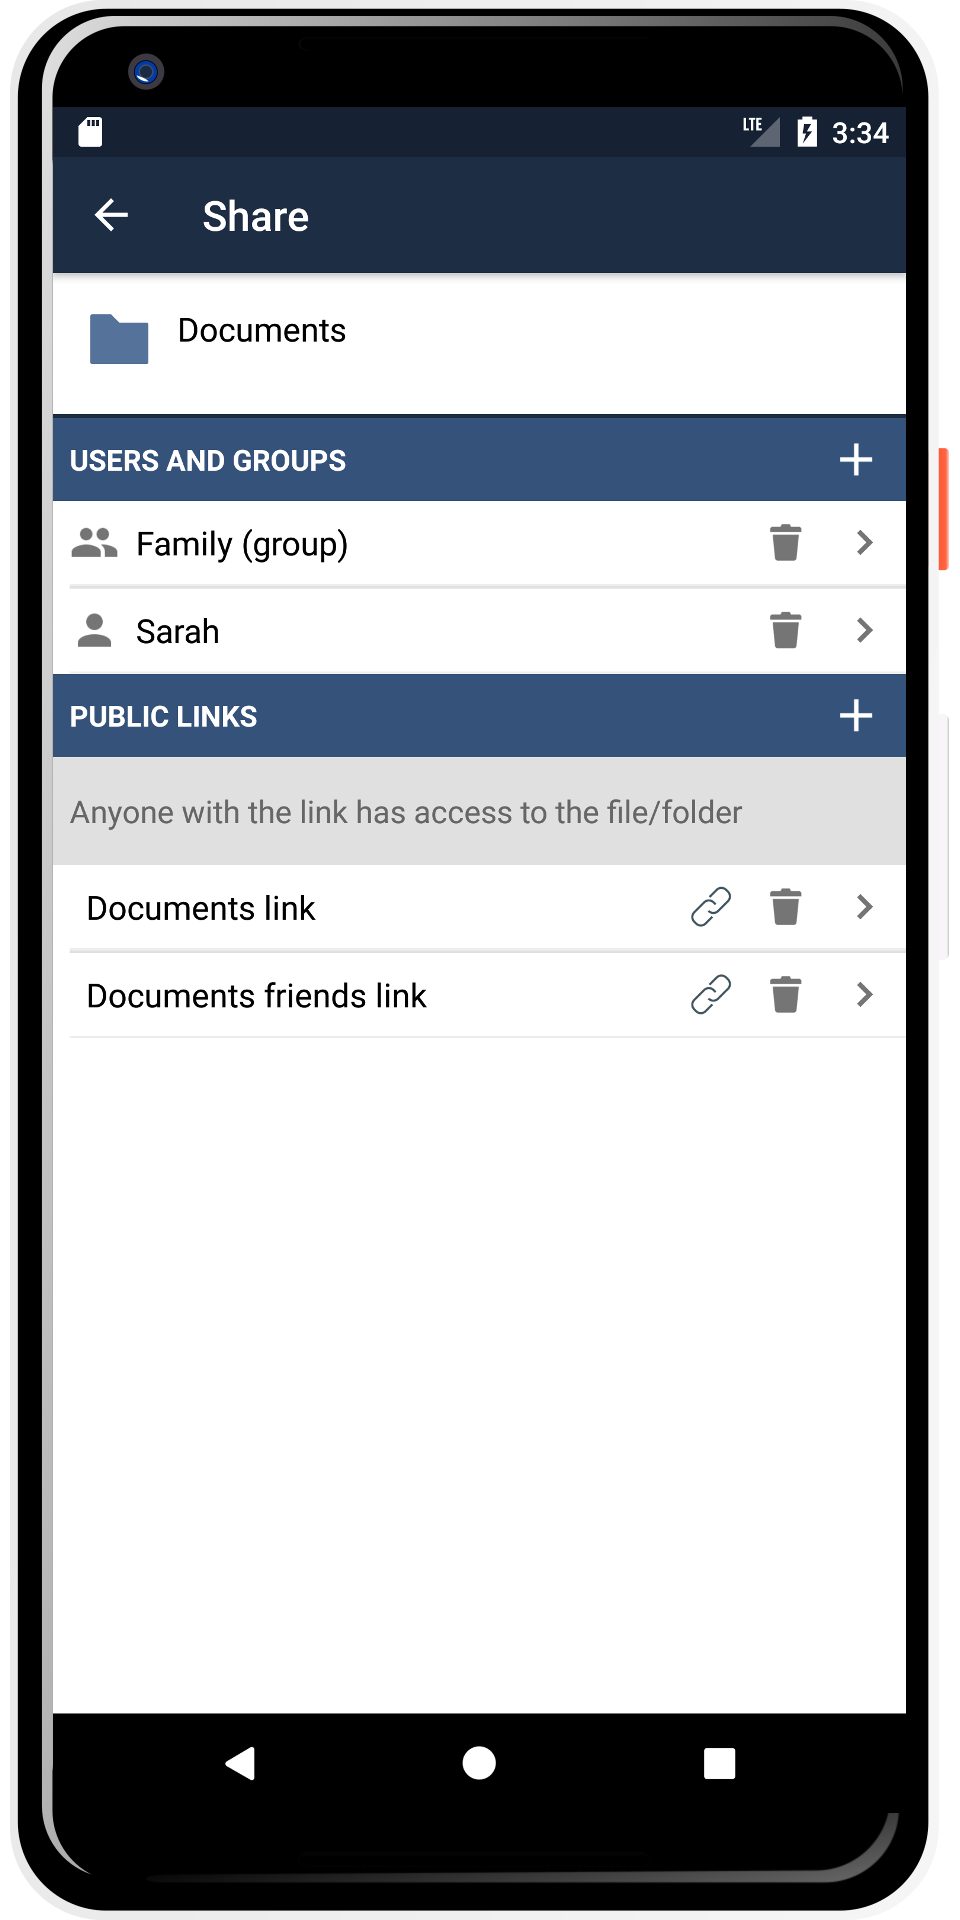 LTE 3:34
Share
Documents
USERS AND GROUPS
Family (group)
Sarah
PUBLIC LINKS
Anyone with the link has access to the file/folder
Documents link
Documents friends link